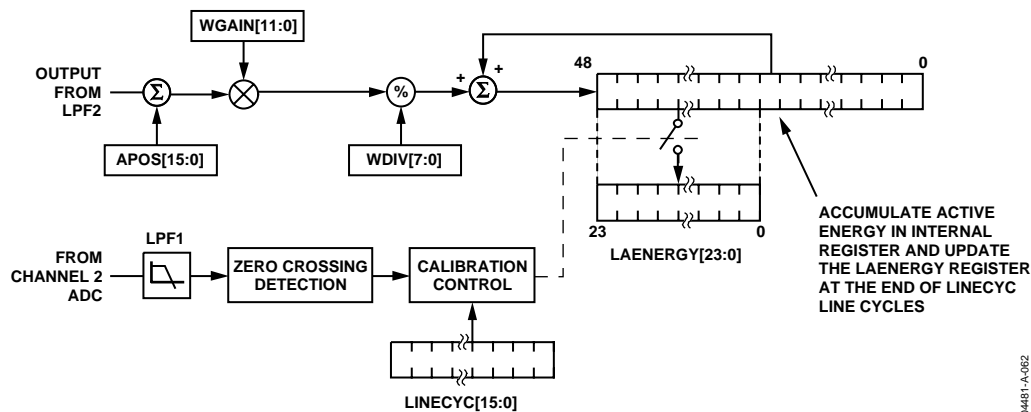 WGAIN[11:0]
OUTPUT
FROM
LPF2
Σ
%
+
+
Σ
48
0
APOS[15:0]
WDIV[7:0]
23
0
LAENERGY[23:0]
ACCUMULATE ACTIVE
ENERGY IN INTERNAL
REGISTER AND UPDATE
THE LAENERGY REGISTER
AT THE END OF LINECYC
LINE CYCLES
FROM
CHANNEL 2
ADC
LPF1
ZERO CROSSING
DETECTION
CALIBRATION
CONTROL
LINECYC[15:0]
04481-A-062